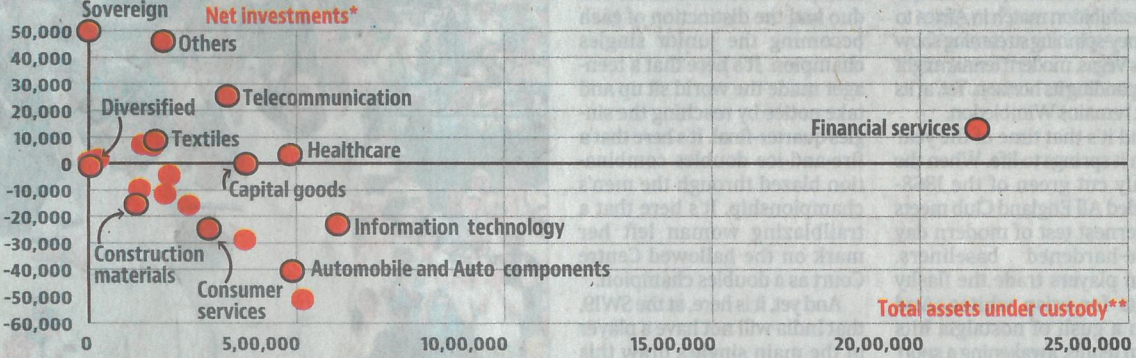 Sovereign
Net investments*
50,000
Others
40,000
30,000
Telecommunication
Diversified
20,000
10,000
Textiles
Financial services
Healthcare
0
Capital goods
-10,000
-20,000
Information technology
-30,000
Construction
materials
Automobile and Auto components
-40,000
Consumer
services
-50,000
Total assets under custody**
-60,000
0
5,00,000
10,00,000
15,00,000
20,00,000
25,00,000